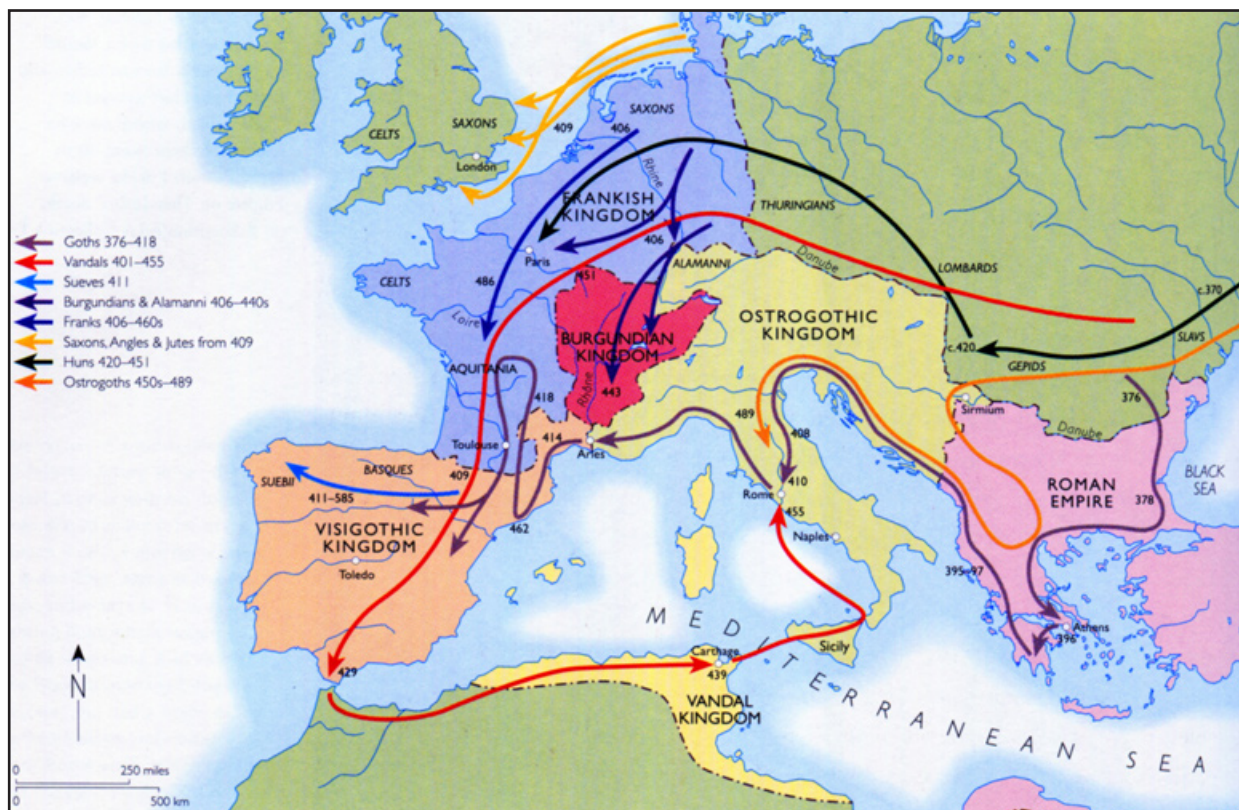 SAXONS
SAXONS
CELTS
409
406
London
Rhine
FRANKISH
KINGDOM
THURINGIANS
Goths 376–418
Vandals 401–455
Sueves 411
Burgundians & Alamanni 406–440s
Franks 406–460s
Saxons, Angles & Jutes from 409
Huns 420–451
Ostrogoths 450s–489
406
Paris
ALAMANNI
Danube
LOMBARDS
c.370
CELTS
486
451
Loire
BURGUNDIAN
KINGDOM
OSTROGOTHIC
KINGDOM
c.420
SLAVS
GEPIDS
AQUITANIA
Rhône
443
418
376
Sirmium
Danube
489
408
414
Toulouse
Arles
BASQUES
409
SUEBII
411–585
Rome
410
455
ROMAN
EMPIRE
378
BLACK
SEA
VISIGOTHIC
KINGDOM
462
Naples
Toledo
395–97
Athens
396
MEDITERRANEAN SEA
Sicily
Carthage
439
429
VANDAL
KINGDOM
N
0 250 miles
0 500 km